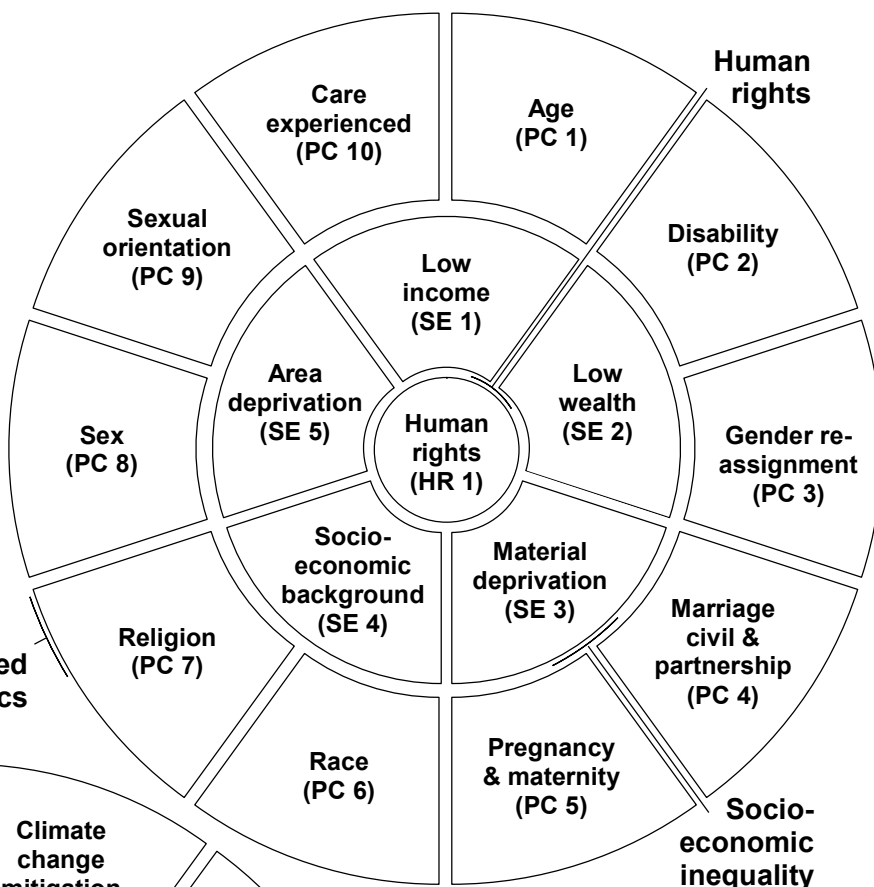 Human
rights
Care
experienced
(PC 10)
Age
(PC 1)
Sexual
orientation
(PC 9)
Disability
(PC 2)
Low
income
(SE 1)
Area
deprivation
(SE 5)
Low
wealth
(SE 2)
Human
rights
(HR 1)
Sex
(PC 8)
Gender re-
assignment
(PC 3)
Socio-
economic
background
(SE 4)
Material
deprivation
(SE 3)
Religion
(PC 7)
Marriage
civil &
partnership
(PC 4)
ed
cs
Race
(PC 6)
Pregnancy
& maternity
(PC 5)
Socio-
economic
inequality
Climate
change
mitigation